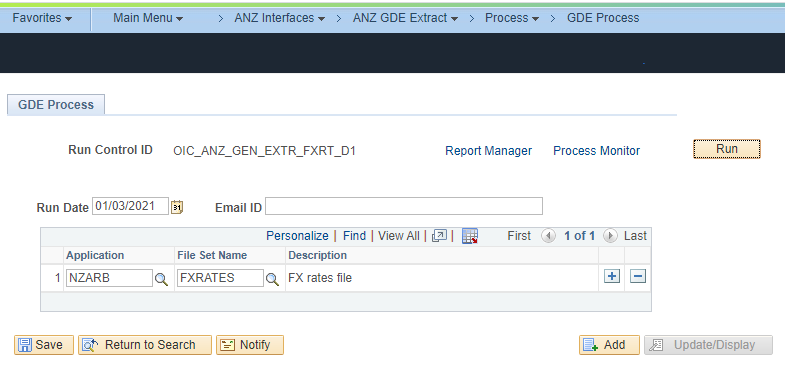 Favorites Main Menu > ANZ Interfaces > ANZ GDE Extract > Process > GDE Process
GDE Process
Run Control ID OIC_ANZ_GEN_EXTR_FXRT_D1 Report Manager Process Monitor Run
Run Date 01/03/2021 31 Email ID
Personalize | Find | View All | | First 1 of 1 Last
Application File Set Name Description
1 NZARB FXRATES FX rates file
Save Return to Search Notify Add Update/Display